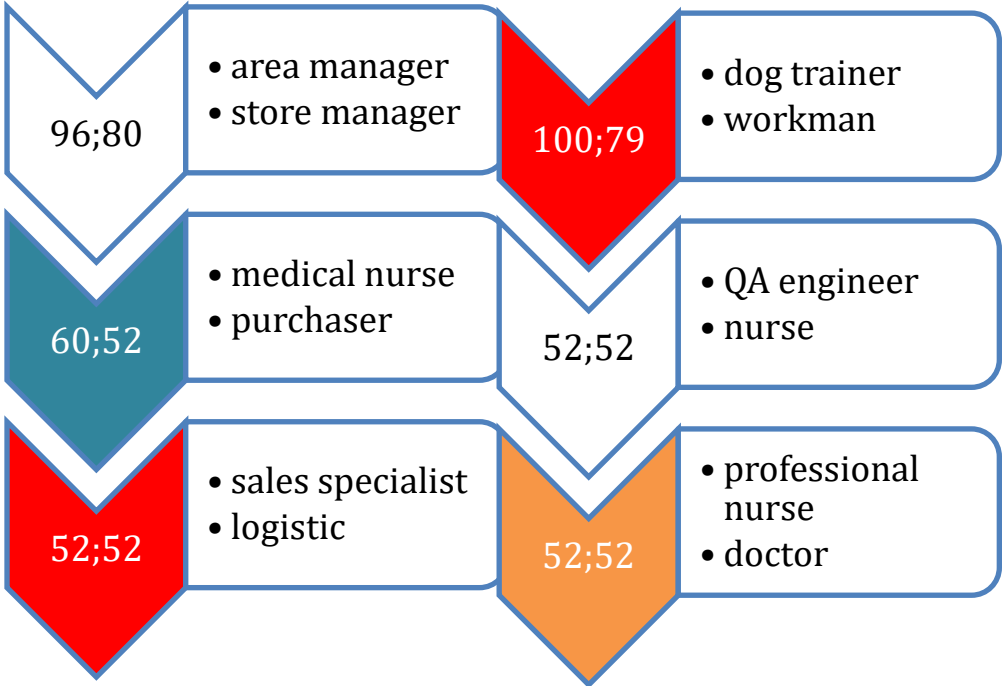 96;80
• area manager
• store manager
60;52
• medical nurse
• purchaser
52;52
• sales specialist
• logistic
100;79
• dog trainer
• workman
52;52
• QA engineer
• nurse
52;52
• professional
nurse
• doctor